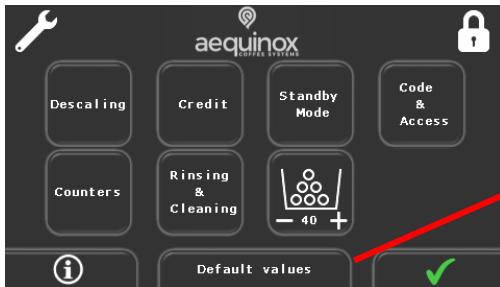 aequinox
COFFEE SYSTEMS
Descaling
Credit
Standby
Mode
Code
&
Access
Counters
Rinsing
&
Cleaning
− 40 +
i
Default values